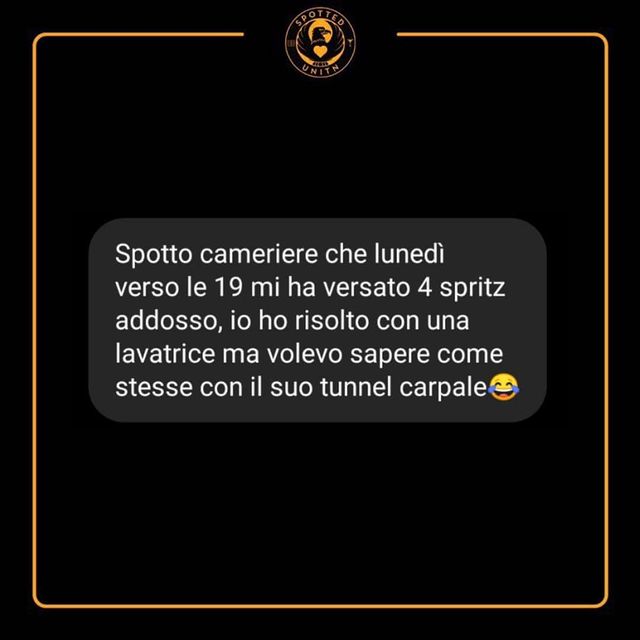 SPOTTED
UNITN
Spotto cameriere che lunedì
verso le 19 mi ha versato 4 spritz
addosso, io ho risolto con una
lavatrice ma volevo sapere come
stesse con il suo tunnel carpale😂